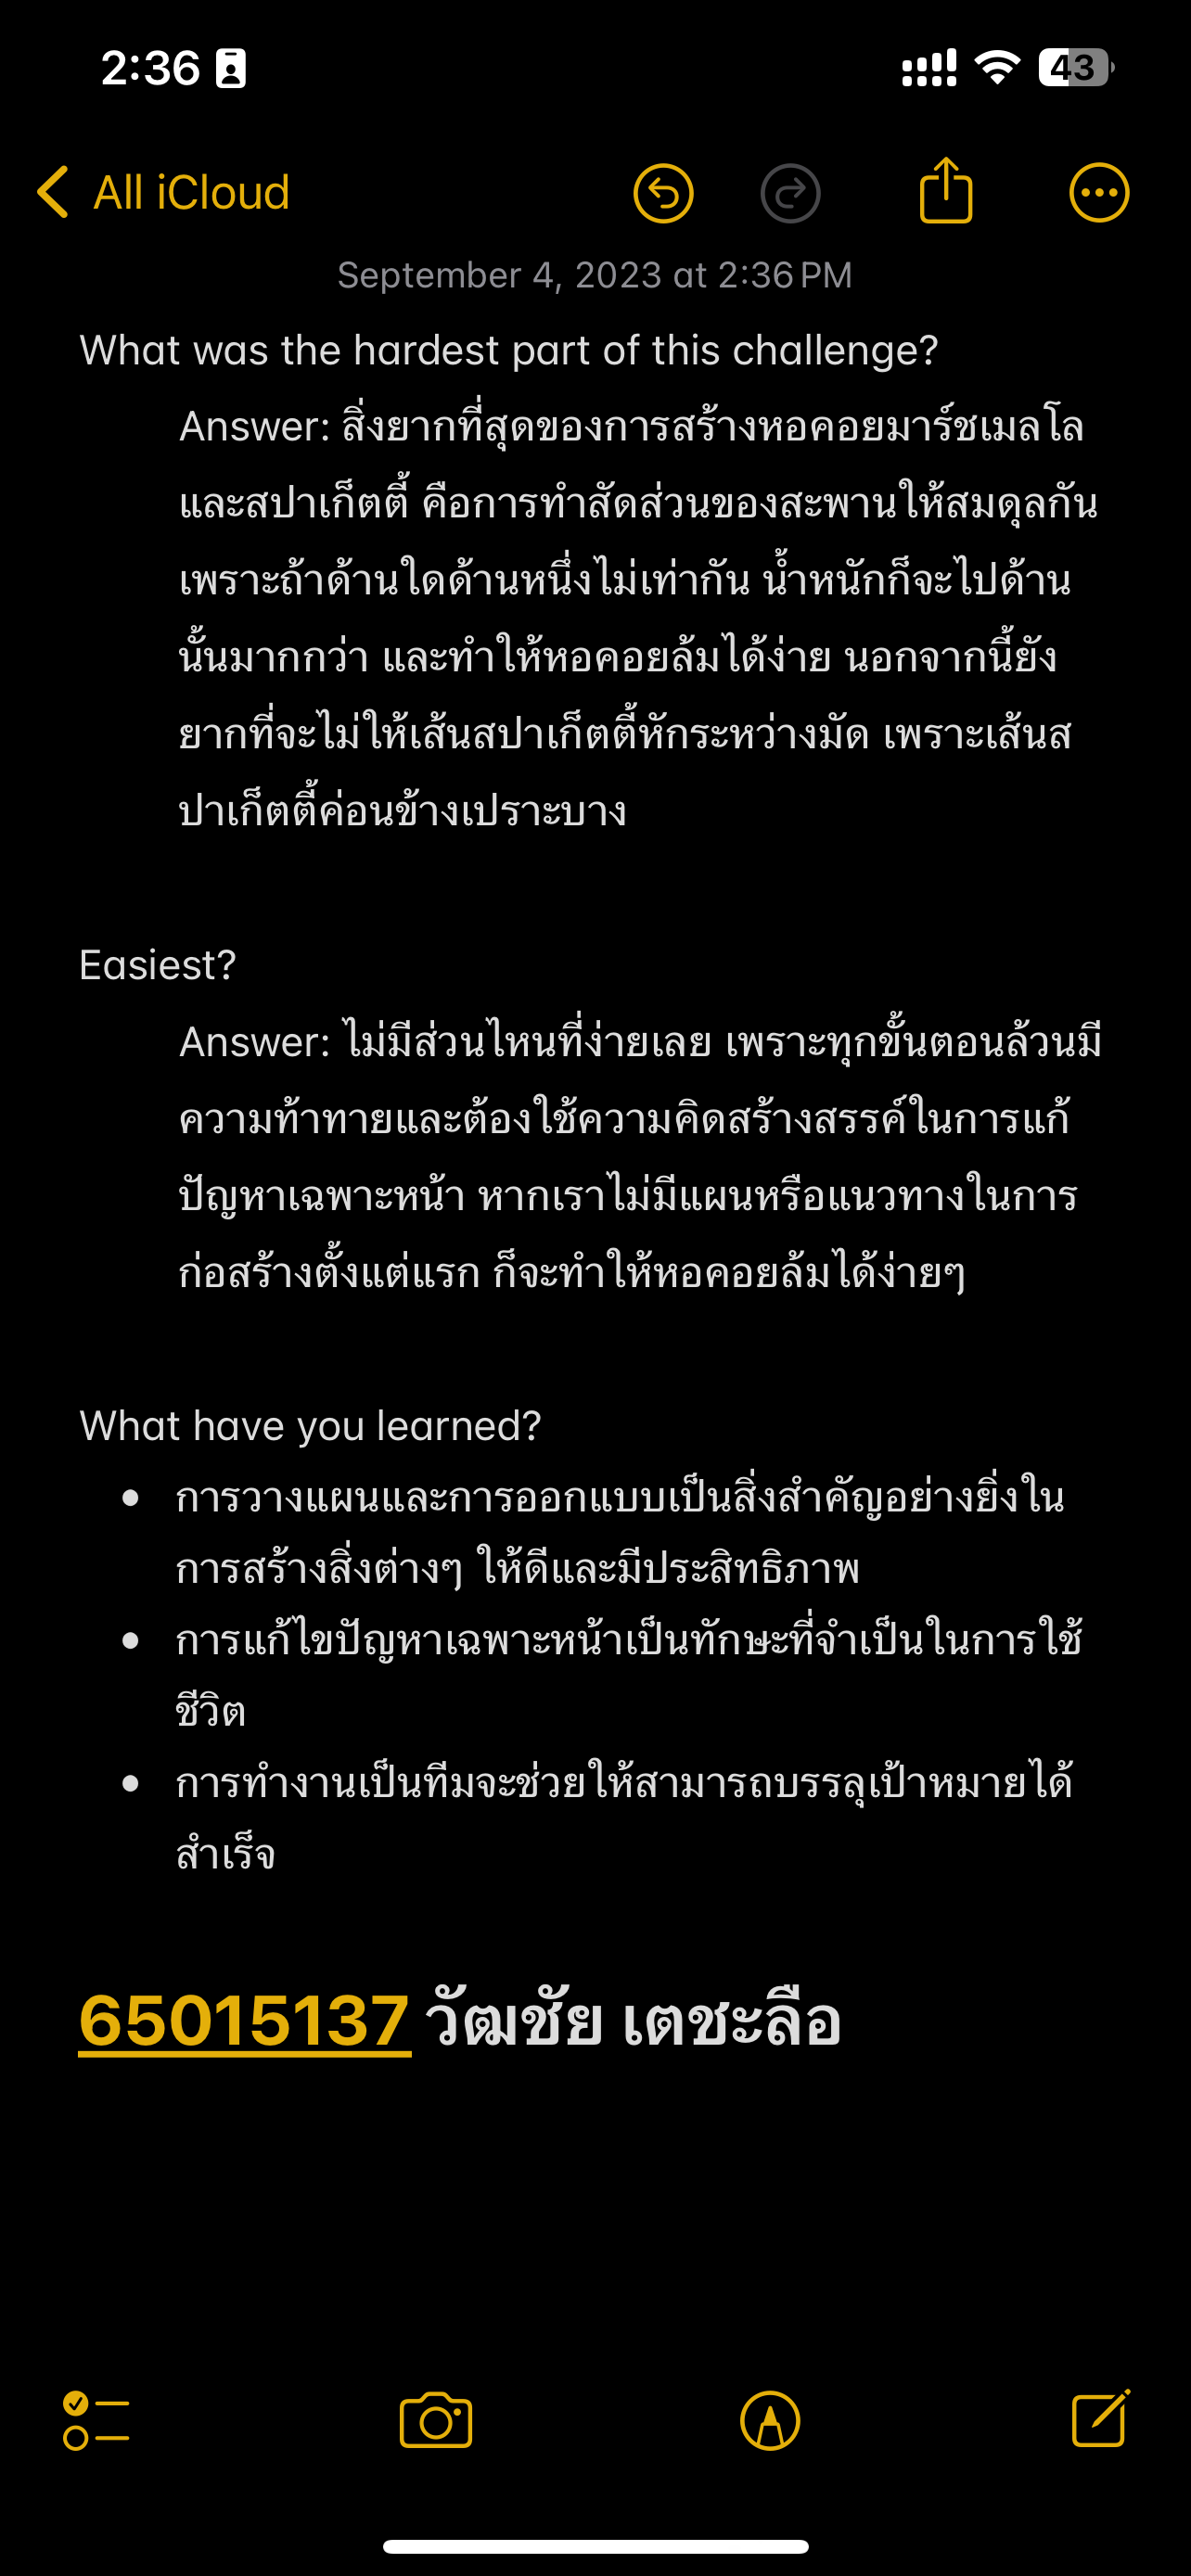 2:36
43
All iCloud
September 4, 2023 at 2:36 PM
What was the hardest part of this challenge?
Answer: สิ่งยากที่สุดของการสร้างหอคอยมาร์ชเมลโล
และสปาเก็ตตี้ คือการทำสัดส่วนของสะพานให้สมดุลกัน
เพราะถ้าด้านใดด้านหนึ่งไม่เท่ากัน น้ำหนักก็จะไปด้าน
นั้นมากกว่า และทำให้หอคอยล้มได้ง่าย นอกจากนี้ยัง
ยากที่จะไม่ให้เส้นสปาเก็ตตี้หักระหว่างมัด เพราะเส้นส
ปาเก็ตตี้ค่อนข้างเปราะบาง
Easiest?
Answer: ไม่มีส่วนไหนที่ง่ายเลย เพราะทุกขั้นตอนล้วนมี
ความท้าทายและต้องใช้ความคิดสร้างสรรค์ในการแก้
ปัญหาเฉพาะหน้า หากเราไม่มีแผนหรือแนวทางในการ
ก่อสร้างตั้งแต่แรก ก็จะทำให้หอคอยล้มได้ง่ายๆ
What have you learned?
• การวางแผนและการออกแบบเป็นสิ่งสำคัญอย่างยิ่งใน
การสร้างสิ่งต่างๆ ให้ดีและมีประสิทธิภาพ
• การแก้ไขปัญหาเฉพาะหน้าเป็นทักษะที่จำเป็นในการใช้
ชีวิต
• การทำงานเป็นทีมจะช่วยให้สามารถบรรลุเป้าหมายได้
สำเร็จ
65015137 วัฒชัย เตชะลือ